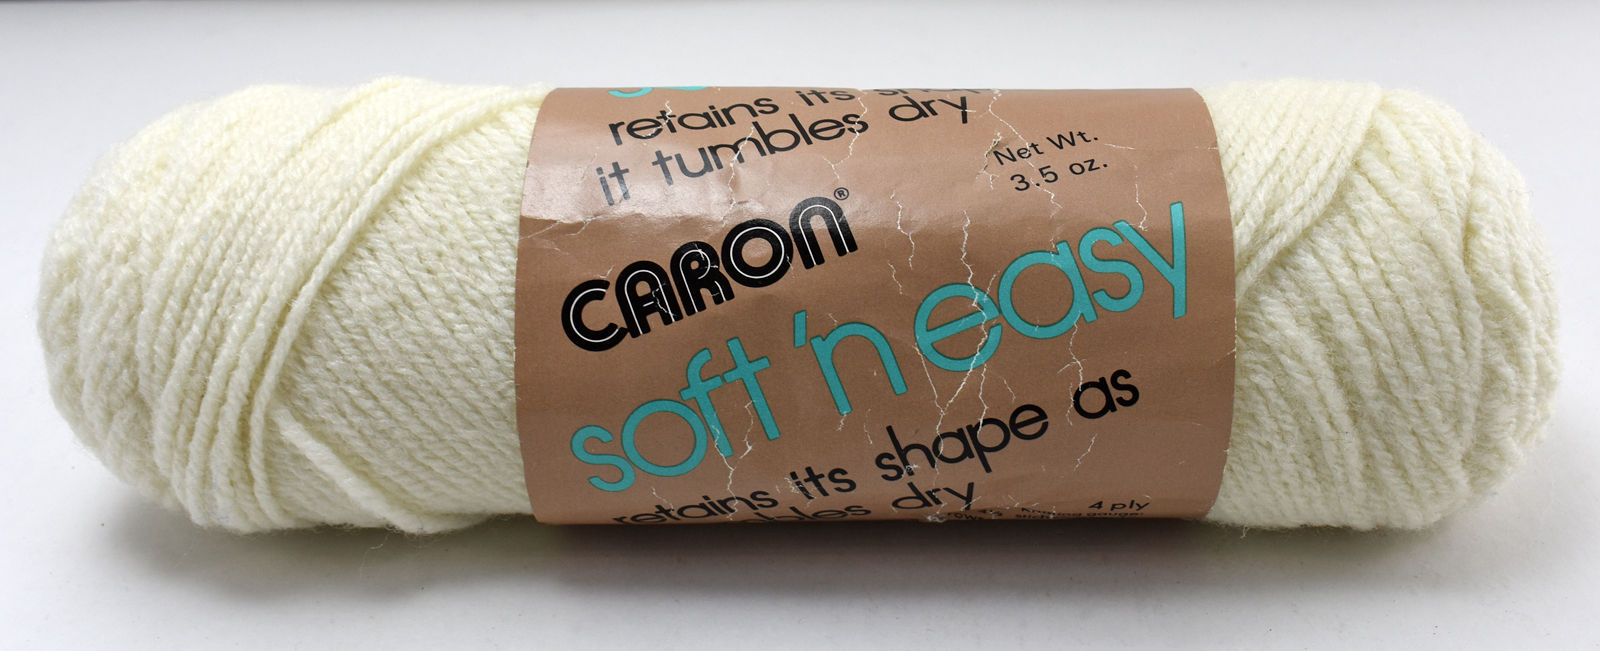 retains its
it tumbles dry
Net Wt.
3.5 oz.
CARON®
soft 'n easy
retains its shape as
dry
4 ply